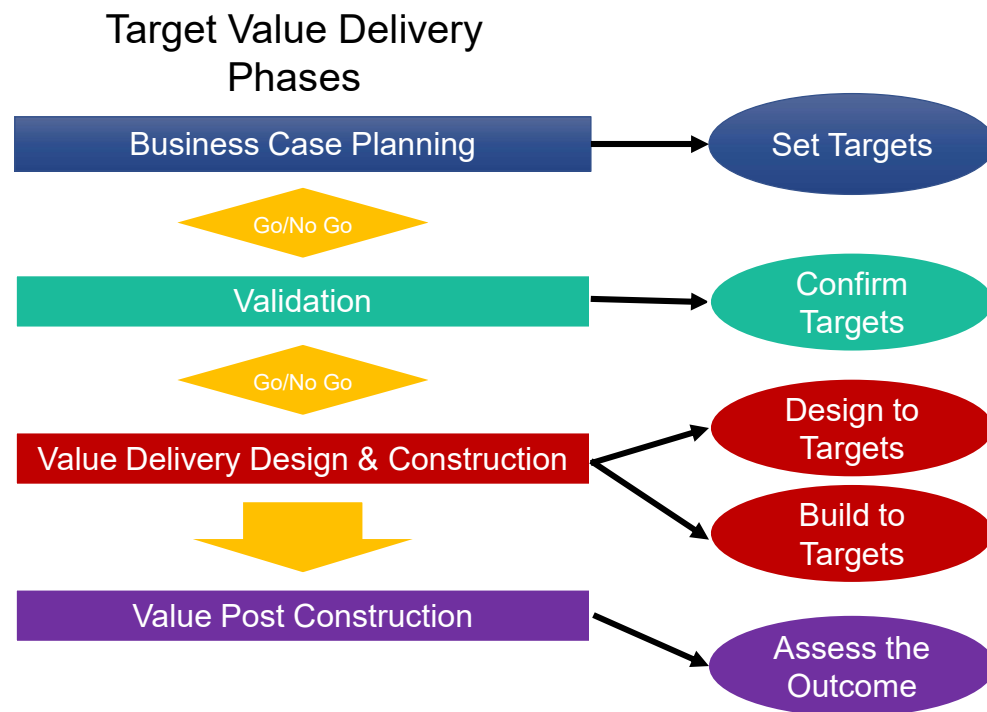 Target Value Delivery
Phases
Business Case Planning
Set Targets
Go/No Go
Validation
Confirm
Targets
Go/No Go
Value Delivery Design & Construction
Design to
Targets
Build to
Targets
Value Post Construction
Assess the
Outcome